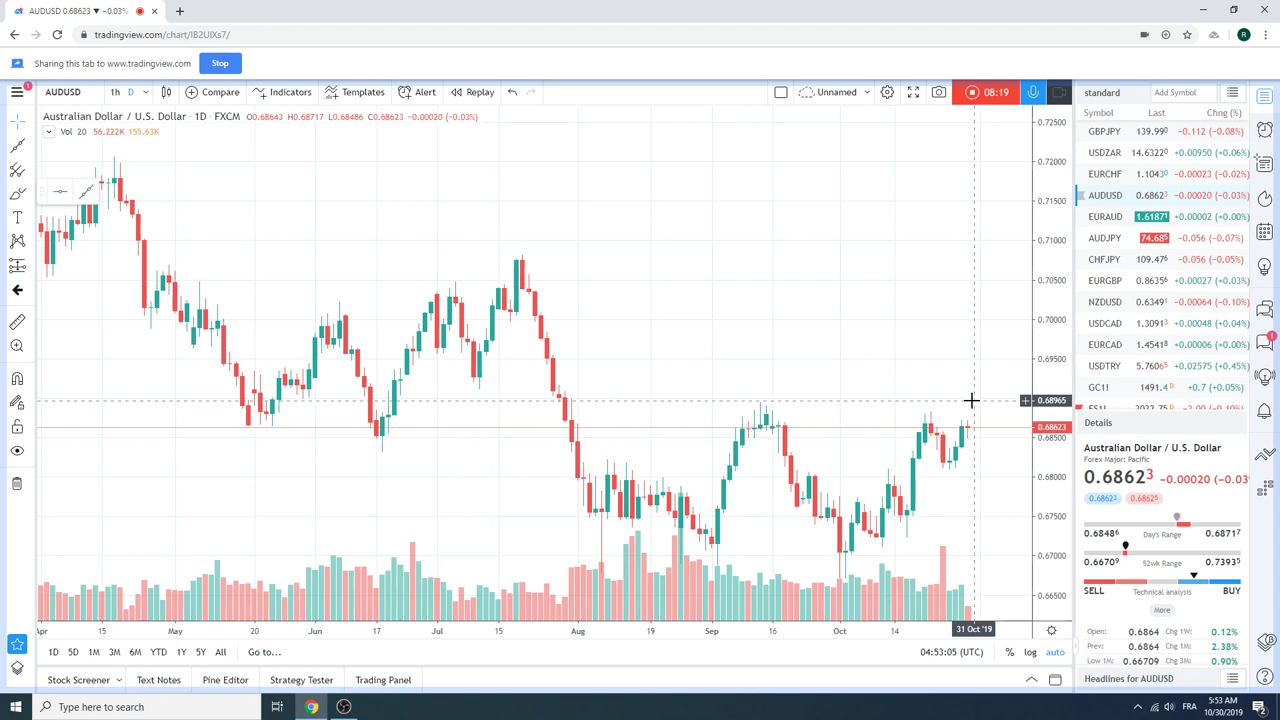 AUDUSD 0.68623 ▼ −0.03%
tradingview.com/chart/IB2UIXs7/
R
Sharing this tab to www.tradingview.com
Stop
1
AUDUSD
1h
D
Compare
Indicators
Templates
Alert
Replay
Unnamed
08:19
standard
Add Symbol
Australian Dollar / U.S. Dollar · 1D · FXCM
O0.68643 H0.68717 L0.68486 C0.68623 −0.00020 (−0.03%)
Vol 20 56.222K 155.63K
Symbol Last Chg (%)
GBPJPY 139.990 −0.112 (−0.08%)
USDZAR 14.63220 +0.00950 (+0.06%)
EURCHF 1.10430 −0.00023 (−0.02%)
AUDUSD 0.68623 −0.00020 (−0.03%)
EURAUD 1.61871 +0.00002 (+0.00%)
AUDJPY 74.685 −0.056 (−0.07%)
CHFJPY 109.476 −0.056 (−0.05%)
EURGBP 0.86356 +0.00027 (+0.03%)
NZDUSD 0.63491 −0.00064 (−0.10%)
USDCAD 1.30913 +0.00048 (+0.04%)
EURCAD 1.45418 +0.00006 (+0.00%)
USDTRY 5.76065 +0.02575 (+0.45%)
GC1! 1491.4 D +0.7 (+0.05%)
1
0.72500
0.72000
0.71500
0.71000
0.70500
0.70000
0.69500
0.68965
0.68623
0.68500
0.68000
0.67500
0.67000
0.66500
Details
Australian Dollar / U.S. Dollar
Forex Major: Pacific
0.68623 −0.00020 (−0.03%
0.68623
0.68625
0.68486 Day's Range 0.68717
0.66709 52wk Range 0.73935
SELL Technical analysis BUY
More
Open: 0.6864 Chg 1W: 0.12%
Prev: 0.6864 Chg 1M: 2.38%
Low 1M: 0.66709 Chg 3M: 0.90%
Headlines for AUDUSD
Apr 15 May 20 Jun 17 Jul 15 Aug 19 Sep 16 Oct 14 31 Oct '19
1D 5D 1M 3M 6M YTD 1Y 5Y All Go to...
04:53:05 (UTC) % log auto
Stock Screener
Text Notes
Pine Editor
Strategy Tester
Trading Panel
Type here to search
FRA
5:53 AM
10/30/2019
2